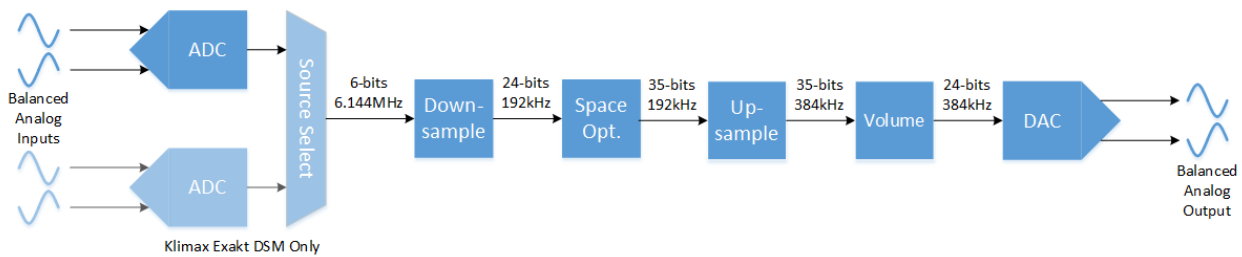 Balanced
Analog
Inputs
ADC
ADC
Klimax Exakt DSM Only
Source Select
6-bits
6.144MHz
Down-
sample
24-bits
192kHz
Space
Opt.
35-bits
192kHz
Up-
sample
35-bits
384kHz
Volume
24-bits
384kHz
DAC
Balanced
Analog
Output